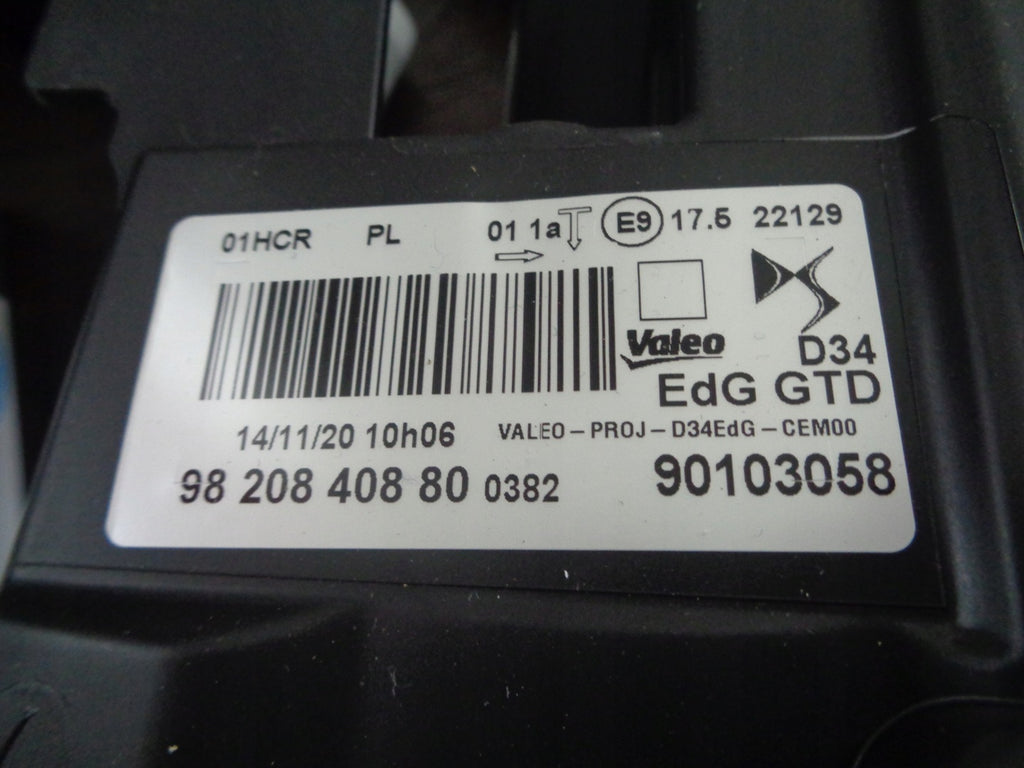 01HCR PL 01 1a E9 17.5 22129
Valeo
D34
EdG GTD
14/11/20 10h06 VALEO-PROJ-D34EdG-CEM00
98 208 408 80 0382 90103058